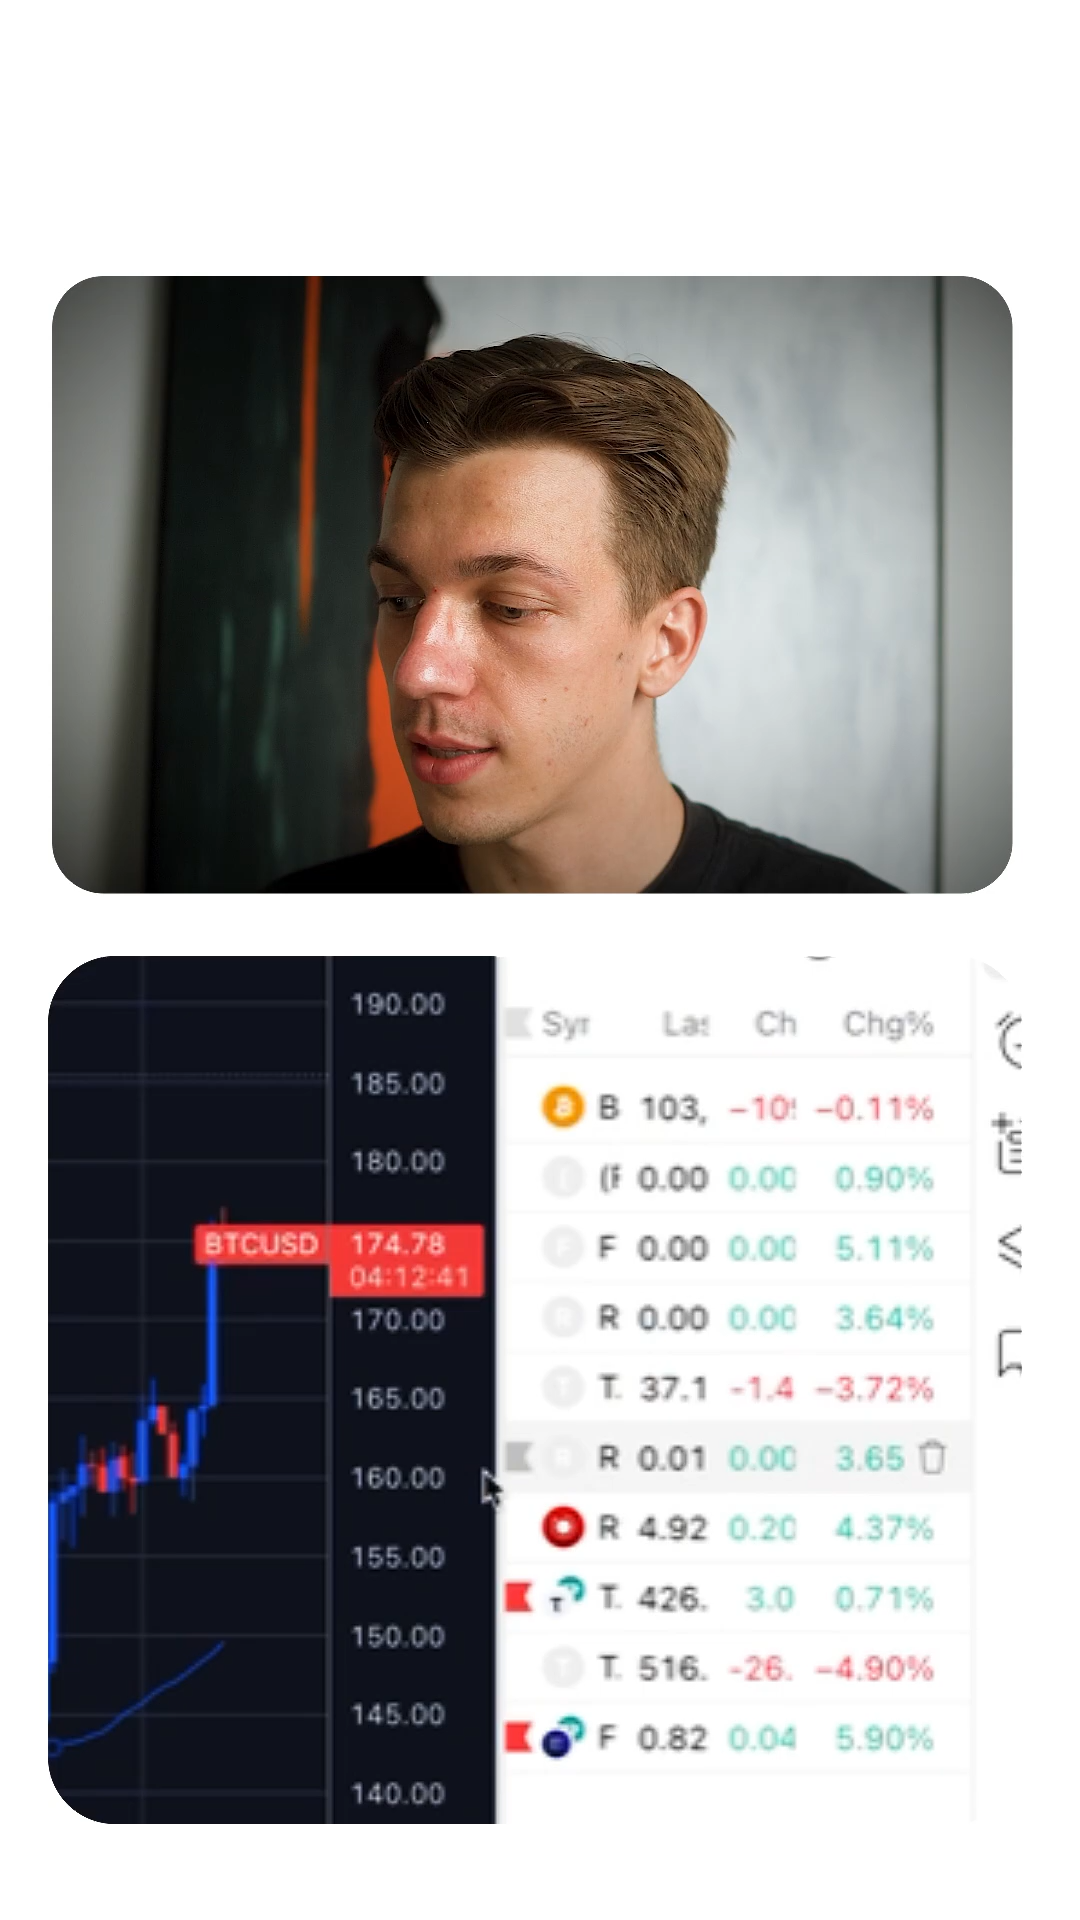 190.00
185.00
180.00
BTCUSD 174.78
04:12:41
170.00
165.00
160.00
155.00
150.00
145.00
140.00
Syr Las Ch Chg%
B 103, −0.11%
0.00 0.00 0.90%
F 0.00 0.00 5.11%
R 0.00 0.00 3.64%
T. 37.1 -1.4 −3.72%
R 0.01 0.00 3.65
R 4.92 0.20 4.37%
T. 426. 3.0 0.71%
T. 516. -26. −4.90%
F 0.82 0.04 5.90%